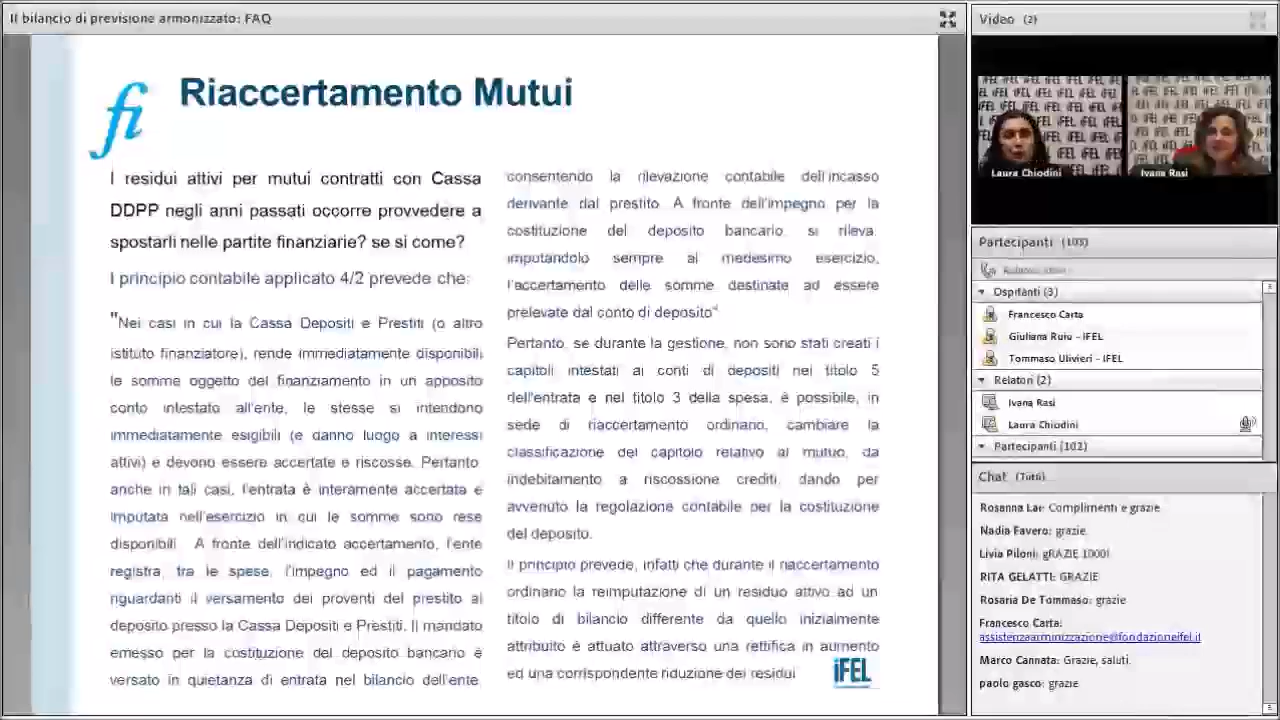 Il bilancio di previsione armonizzato: FAQ
fi
Riaccertamento Mutui
I residui attivi per mutui contratti con Cassa
DDPP negli anni passati occorre provvedere a
spostarli nelle partite finanziarie? se si come?
I principio contabile applicato 4/2 prevede che:
"Nei casi in cui la Cassa Depositi e Prestiti (o altro
istituto finanziatore), rende immediatamente disponibili
le somme oggetto del finanziamento in un apposito
conto intestato all'ente, le stesse si intendono
immediatamente esigibili (e danno luogo a interessi
attivi) e devono essere accertate e riscosse. Pertanto,
anche in tali casi, l'entrata è interamente accertata e
imputata nell'esercizio in cui le somme sono rese
disponibili. A fronte dell'indicato accertamento, l'ente
registra, tra le spese, l'impegno ed il pagamento
riguardanti il versamento dei proventi del prestito al
deposito presso la Cassa Depositi e Prestiti. Il mandato
emesso per la costituzione del deposito bancario è
versato in quietanza di entrata nel bilancio dell'ente,
consentendo la rilevazione contabile dell'incasso
derivante dal prestito. A fronte dell'impegno per la
costituzione del deposito bancario, si rileva,
imputandolo sempre al medesimo esercizio,
l'accertamento delle somme destinate ad essere
prelevate dal conto di deposito"
Pertanto, se durante la gestione, non sono stati creati i
capitoli intestati ai conti di depositi nel titolo 5
dell'entrata e nel titolo 3 della spesa, è possibile, in
sede di riaccertamento ordinario, cambiare la
classificazione del capitolo relativo al mutuo, da
indebitamento a riscossione crediti, dando per
avvenuto la regolazione contabile per la costituzione
del deposito.
Il principio prevede, infatti che durante il riaccertamento
ordinario la reimputazione di un residuo attivo ad un
titolo di bilancio differente da quello inizialmente
attribuito è attuato attraverso una rettifica in aumento
ed una corrispondente riduzione dei residui
iFEL
Video (2)
Laura Chiodini
Ivana Rasi
Partecipanti (103)
Ospitanti (3)
Francesco Carta
Giuliana Ruiu - IFEL
Tommaso Ulivieri - IFEL
Relatori (2)
Ivana Rasi
Laura Chiodini
Partecipanti (102)
Chat (Tutti)
Rosanna Lai: Complimenti e grazie
Nadia Favero: grazie
Livia Piloni: gRAZIE 1000!
RITA GELATTI: GRAZIE
Rosaria De Tommaso: grazie
Francesco Carta:
assistenzaarmonizzazione@fondazioneifel.it
Marco Cannata: Grazie, saluti.
paolo gasco: grazie